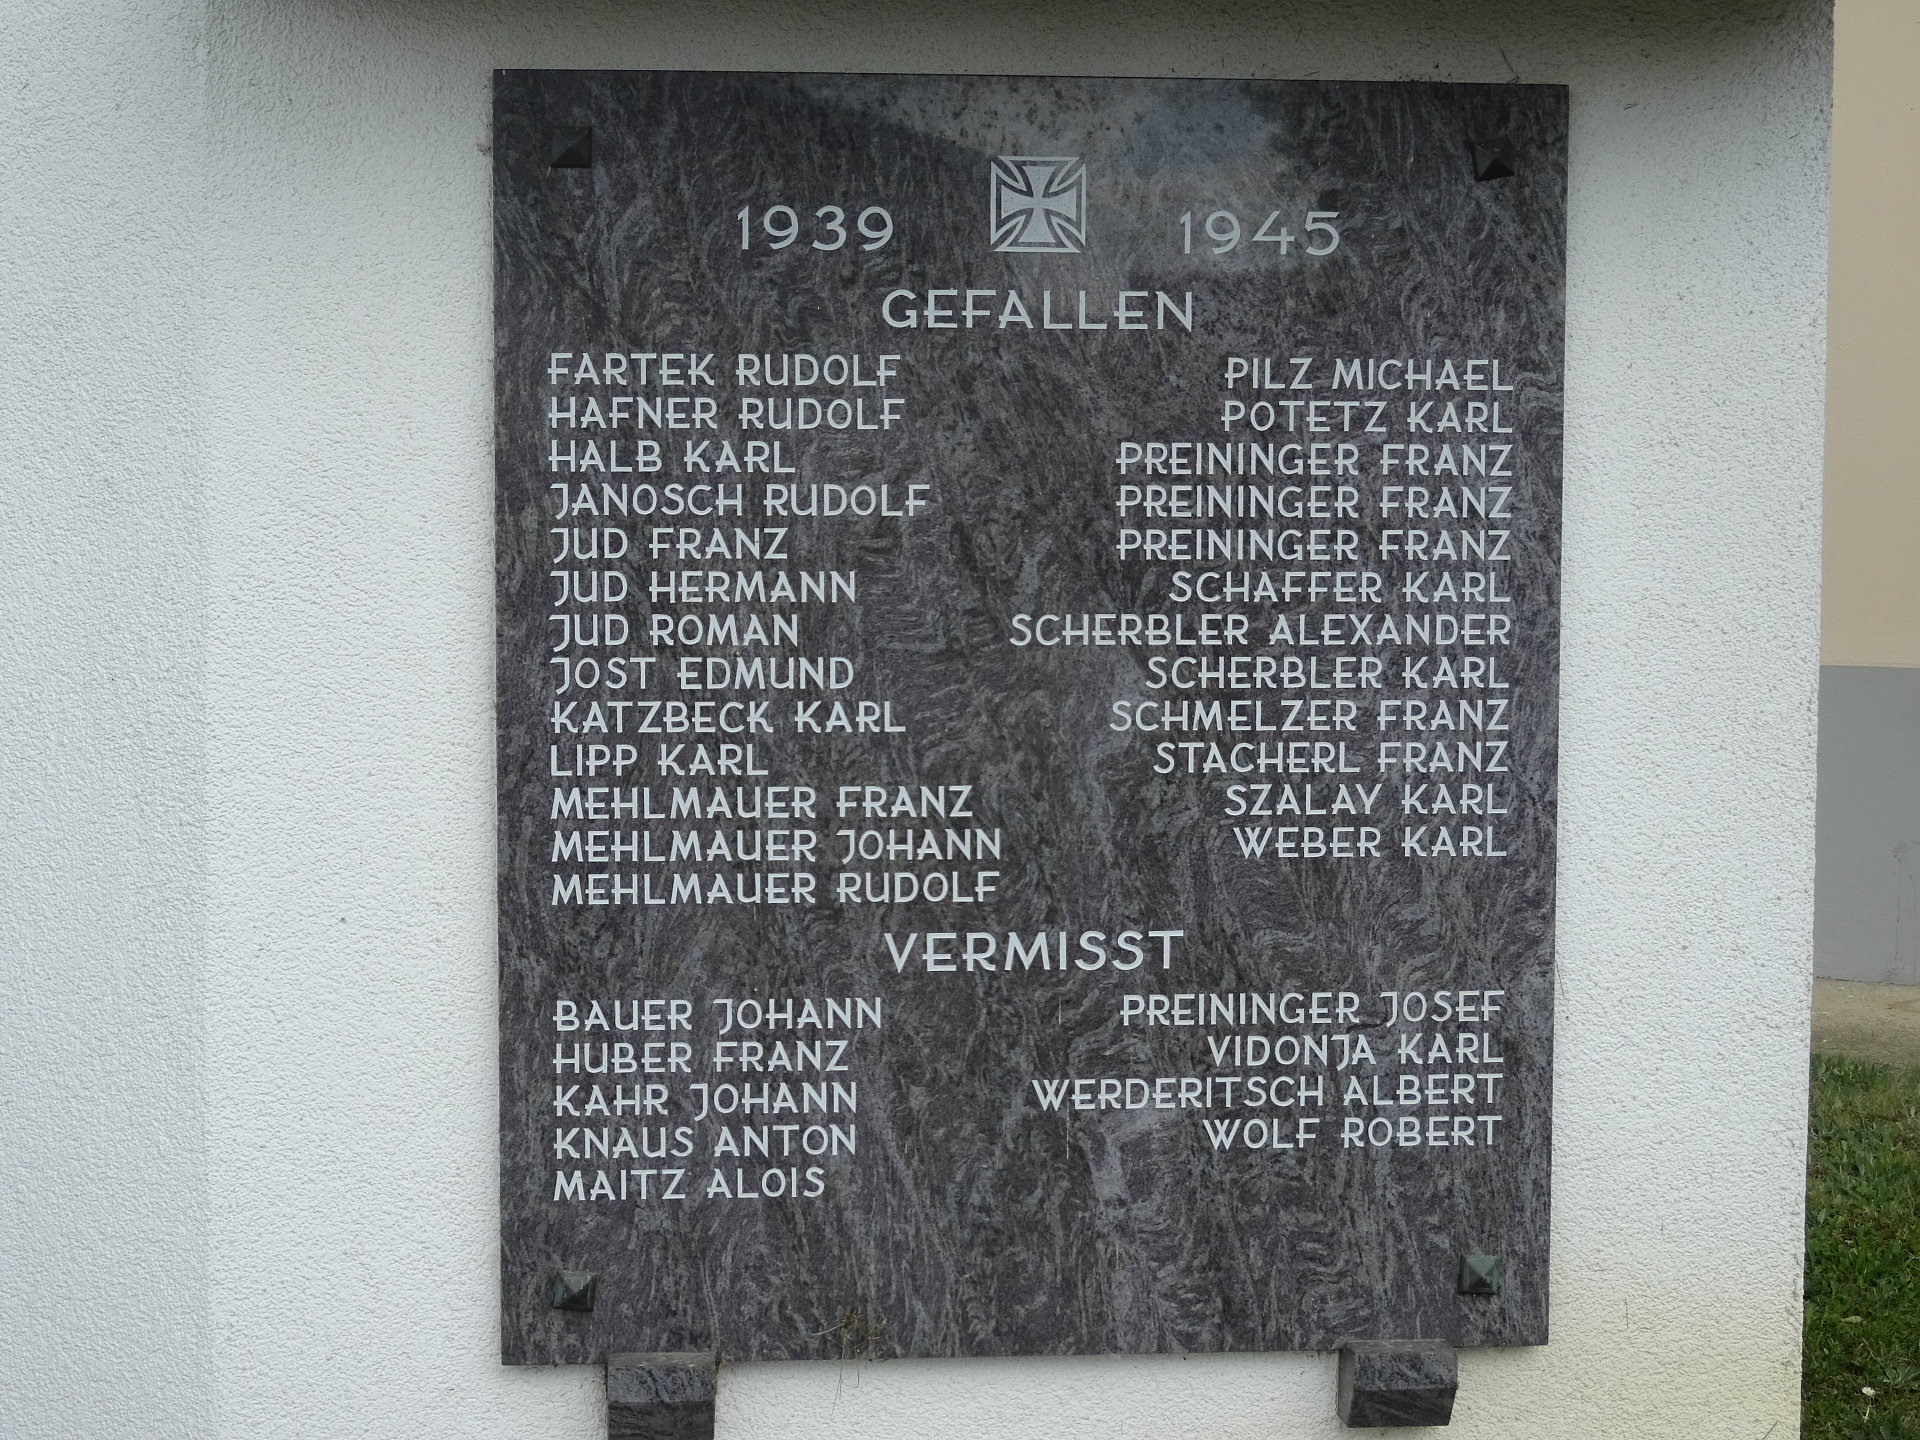 1939 1945
GEFALLEN
FARTEK RUDOLF
HAFNER RUDOLF
HALB KARL
JANOSCH RUDOLF
JUD FRANZ
JUD HERMANN
JUD ROMAN
JOST EDMUND
KATZBECK KARL
LIPP KARL
MEHLMAUER FRANZ
MEHLMAUER JOHANN
MEHLMAUER RUDOLF
PILZ MICHAEL
POTETZ KARL
PREININGER FRANZ
PREININGER FRANZ
PREININGER FRANZ
SCHAFFER KARL
SCHERBLER ALEXANDER
SCHERBLER KARL
SCHMELZER FRANZ
STACHERL FRANZ
SZALAY KARL
WEBER KARL
VERMISST
BAUER JOHANN
HUBER FRANZ
KAHR JOHANN
KNAUS ANTON
MAITZ ALOIS
PREININGER JOSEF
VIDONJA KARL
WERDERITSCH ALBERT
WOLF ROBERT